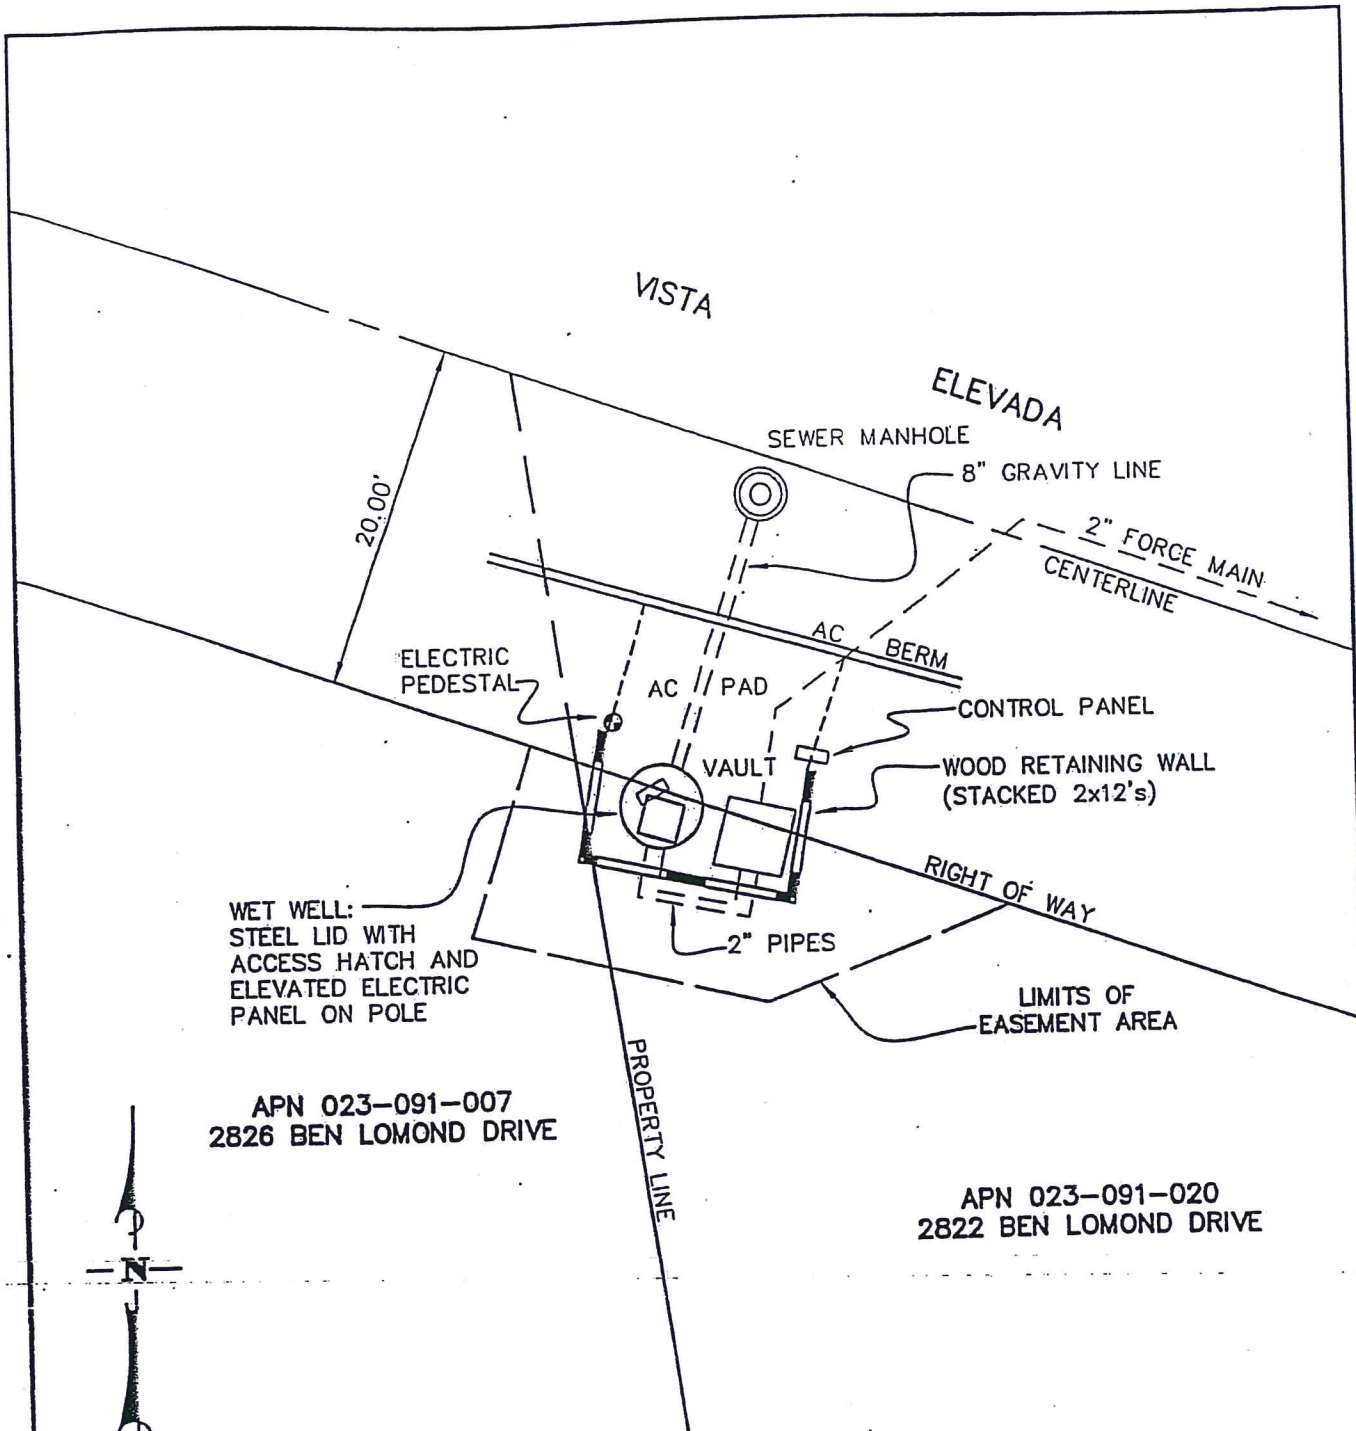 VISTA
ELEVADA
SEWER MANHOLE
8" GRAVITY LINE
2" FORCE MAIN
CENTERLINE
20.00'
AC BERM
ELECTRIC
PEDESTAL
AC PAD
CONTROL PANEL
VAULT
WOOD RETAINING WALL
(STACKED 2x12's)
RIGHT OF WAY
WET WELL:
STEEL LID WITH
ACCESS HATCH AND
ELEVATED ELECTRIC
PANEL ON POLE
2" PIPES
LIMITS OF
EASEMENT AREA
PROPERTY LINE
APN 023-091-007
2826 BEN LOMOND DRIVE
APN 023-091-020
2822 BEN LOMOND DRIVE
N